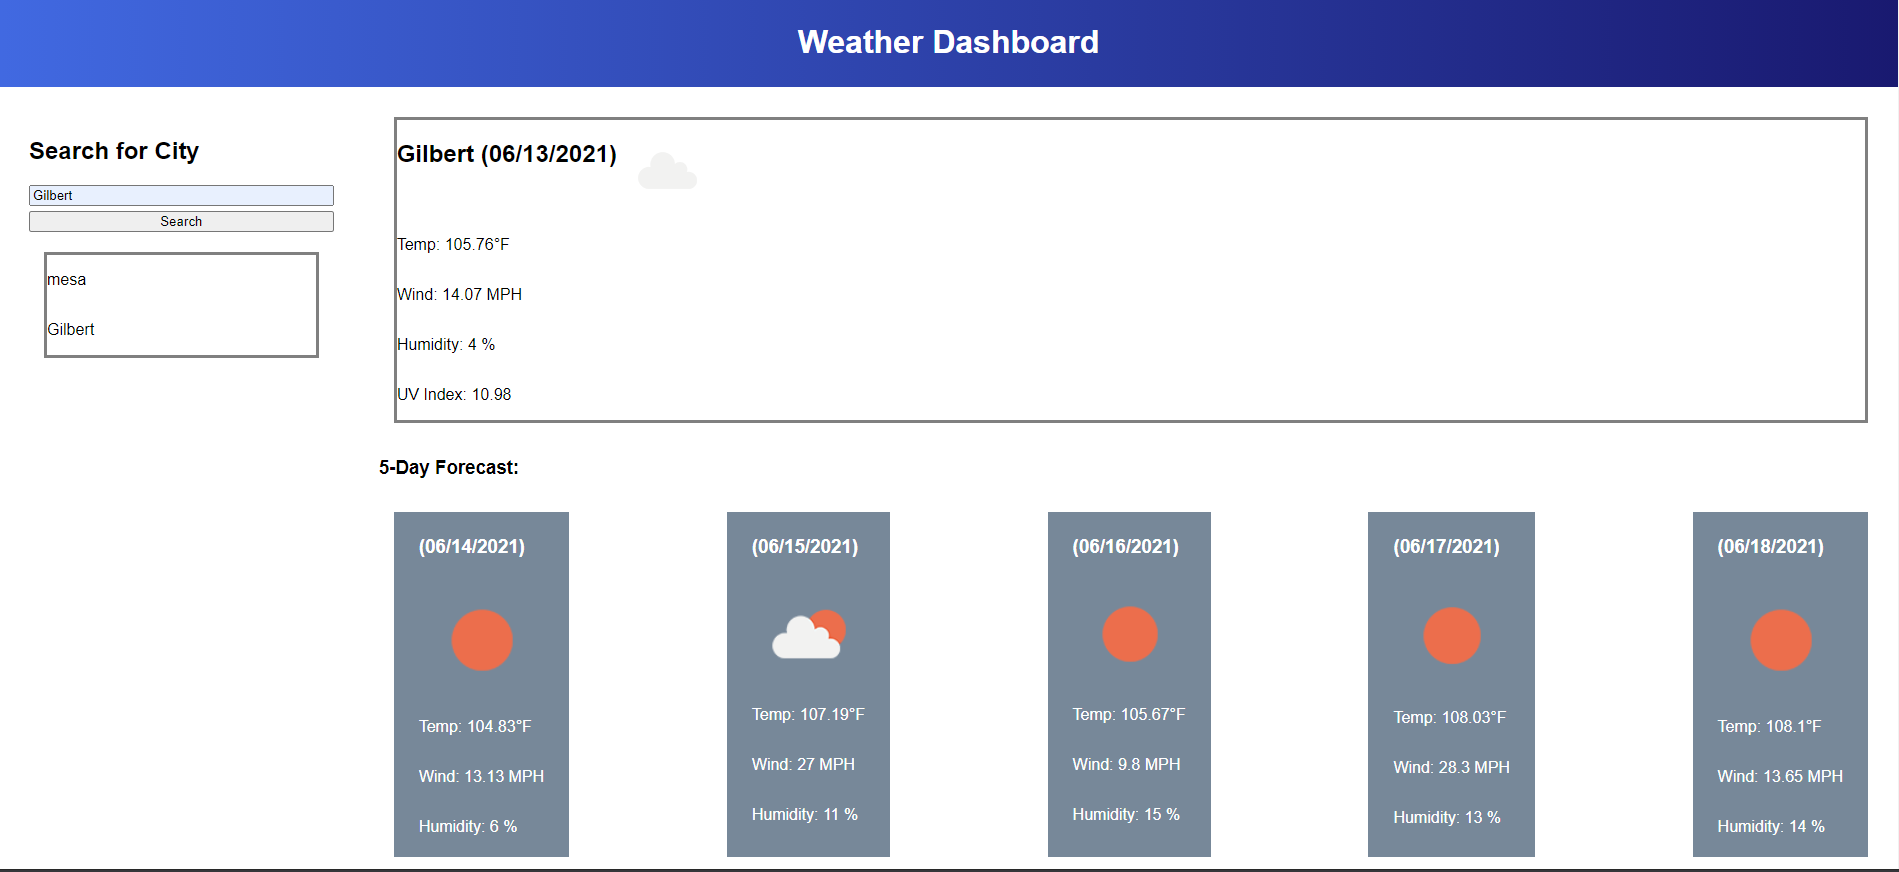 Weather Dashboard
Search for City
Gilbert
Search
mesa
Gilbert
Gilbert (06/13/2021)
Temp: 105.76°F
Wind: 14.07 MPH
Humidity: 4 %
UV Index: 10.98
5-Day Forecast:
(06/14/2021)
Temp: 104.83°F
Wind: 13.13 MPH
Humidity: 6 %
(06/15/2021)
Temp: 107.19°F
Wind: 27 MPH
Humidity: 11 %
(06/16/2021)
Temp: 105.67°F
Wind: 9.8 MPH
Humidity: 15 %
(06/17/2021)
Temp: 108.03°F
Wind: 28.3 MPH
Humidity: 13 %
(06/18/2021)
Temp: 108.1°F
Wind: 13.65 MPH
Humidity: 14 %